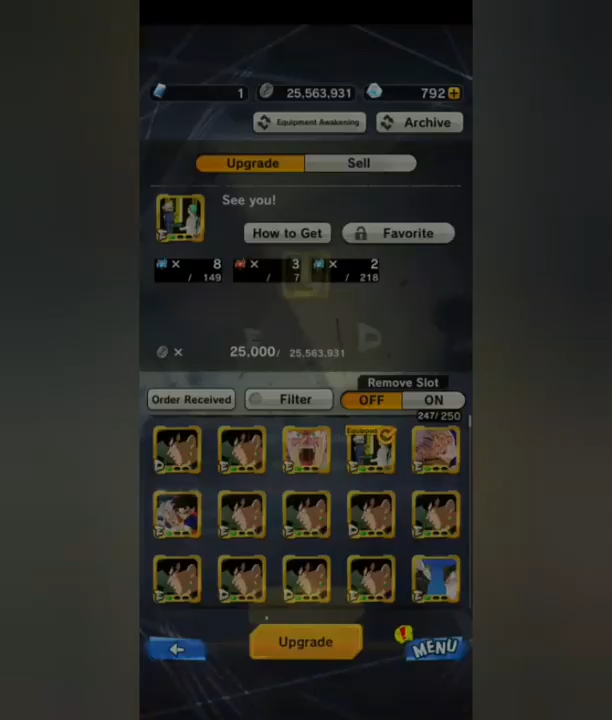 1 25,563,931 792
Equipment Awakening Archive
Upgrade Sell
See you!
How to Get Favorite
× 8 / 149 × 3 / 7 × 2 / 218
× 25,000/ 25,563,931
Remove Slot
Order Received Filter OFF ON
247/250
Equipped
Upgrade
MENU